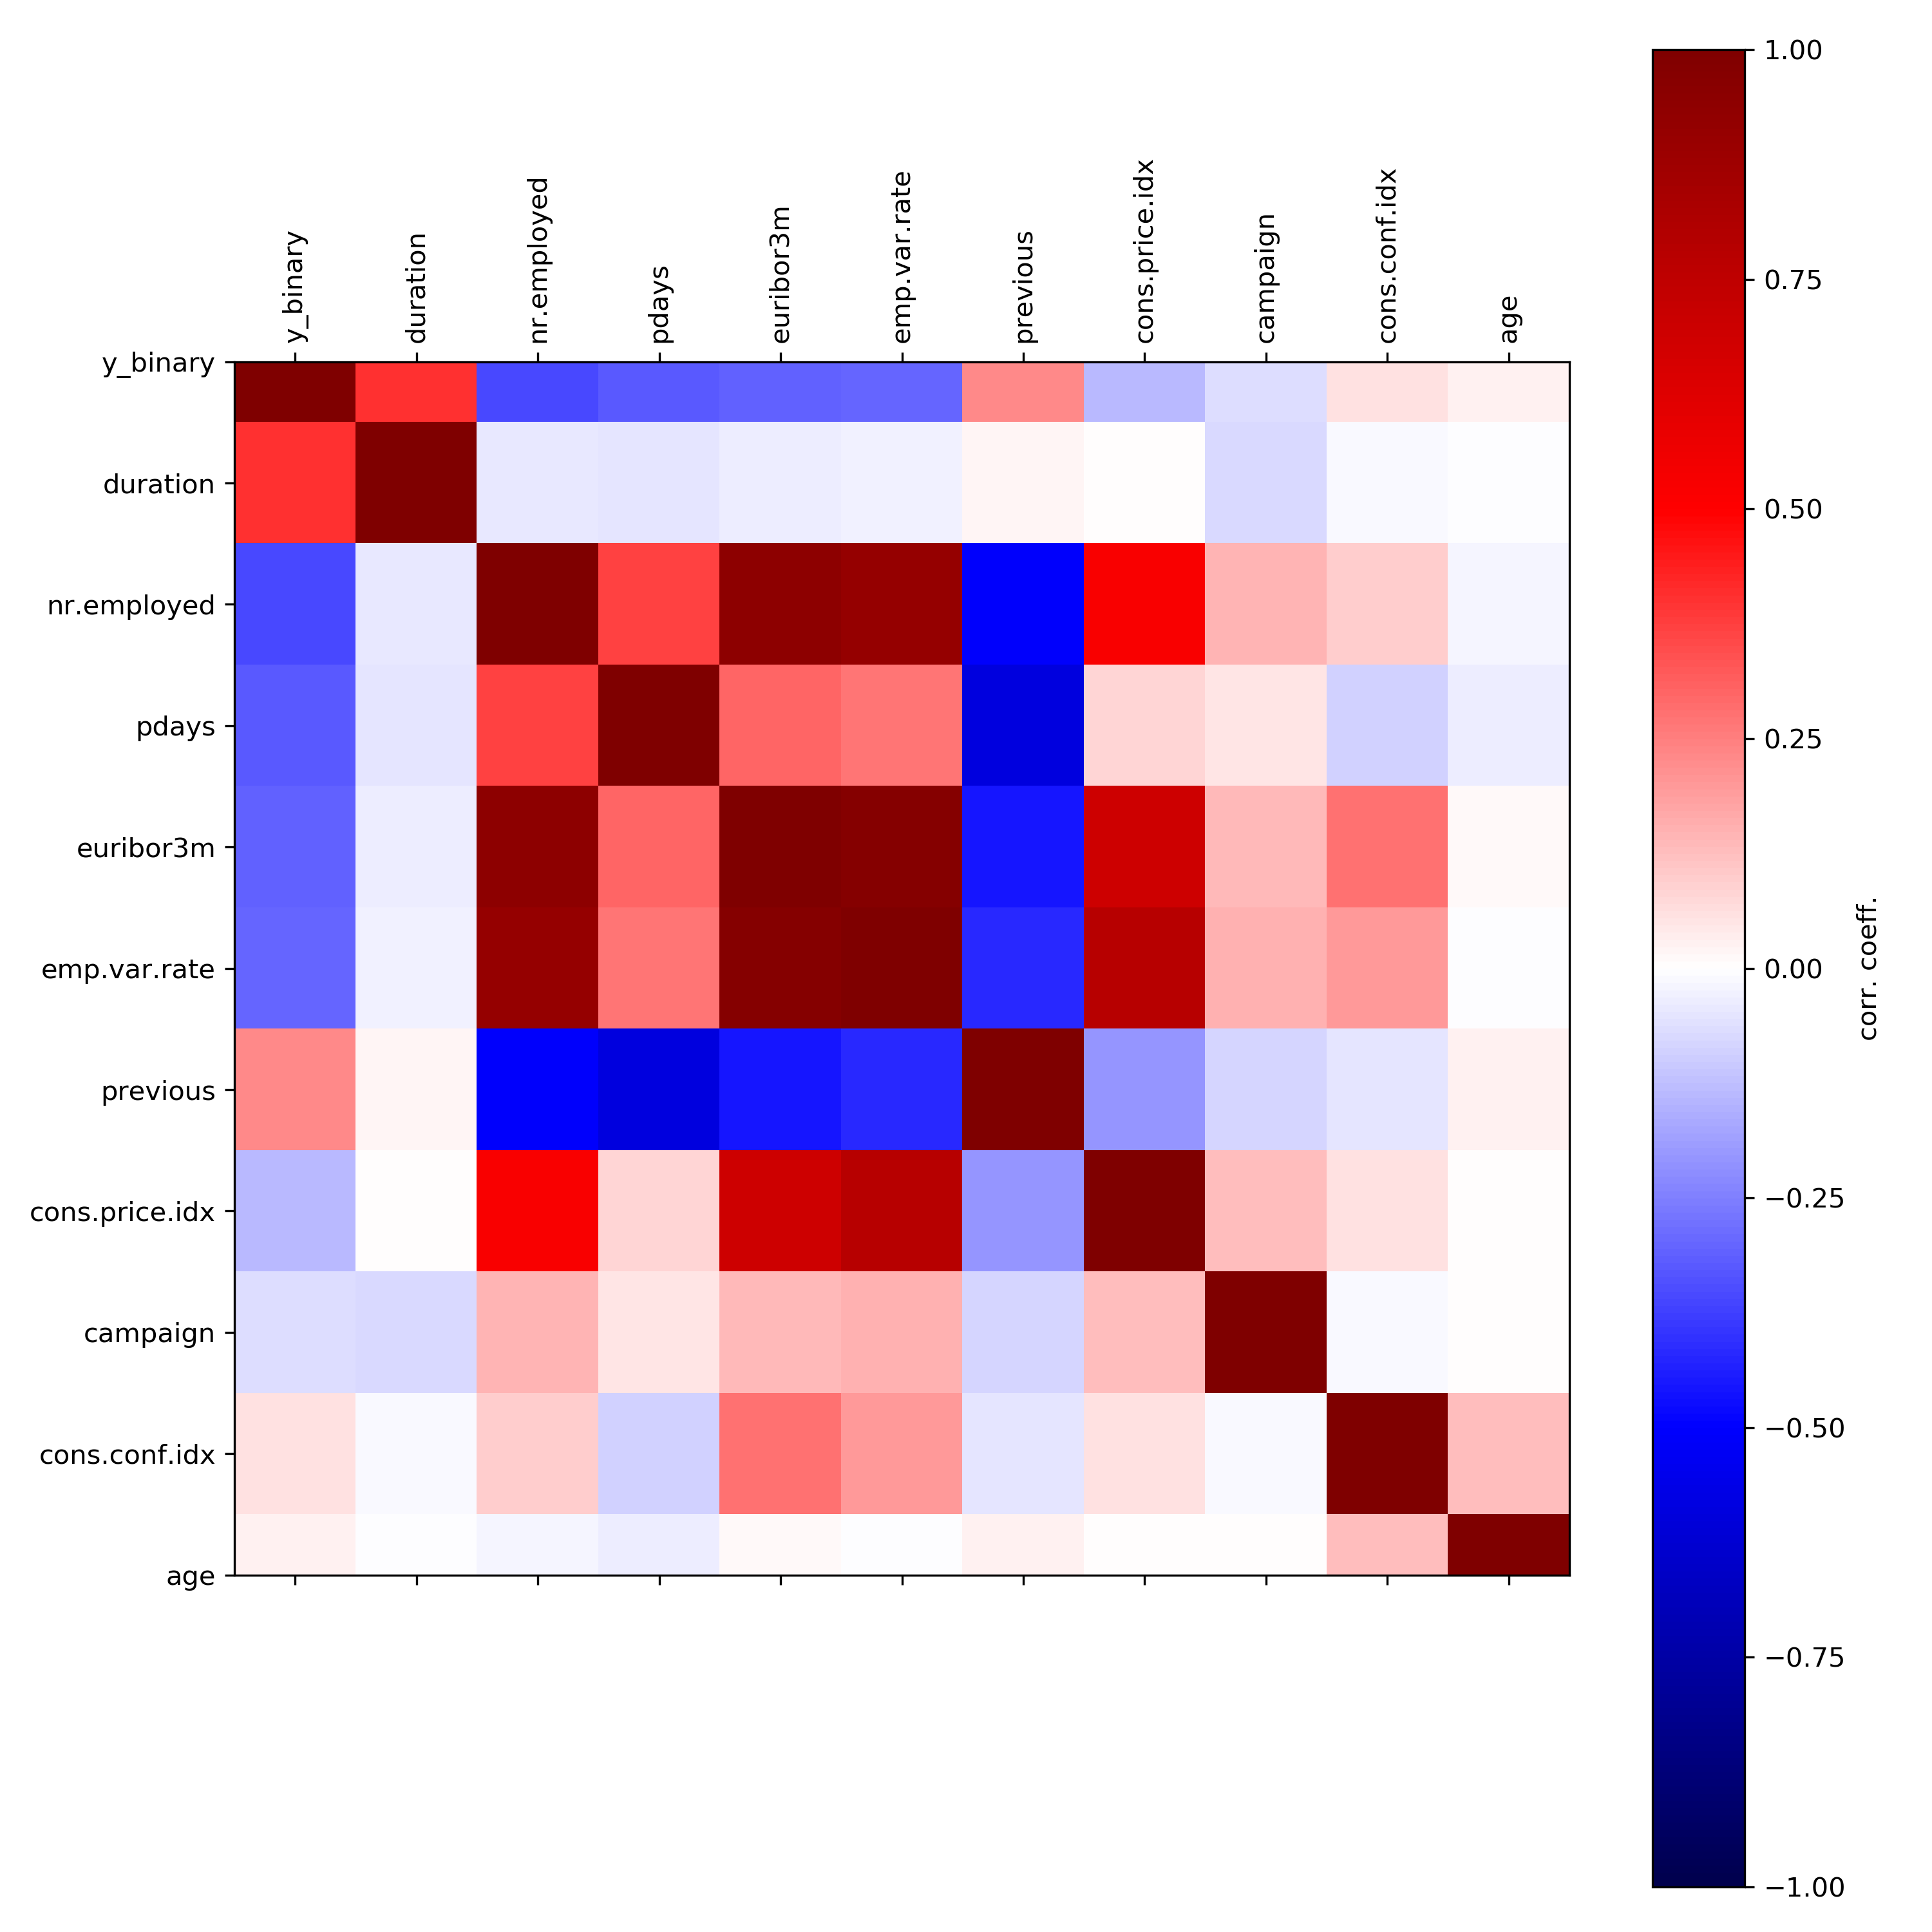 y_binary
duration
nr.employed
pdays
euribor3m
emp.var.rate
previous
cons.price.idx
campaign
cons.conf.idx
age
y_binary
duration
nr.employed
pdays
euribor3m
emp.var.rate
previous
cons.price.idx
campaign
cons.conf.idx
age
1.00
0.75
0.50
0.25
0.00
−0.25
−0.50
−0.75
−1.00
corr. coeff.